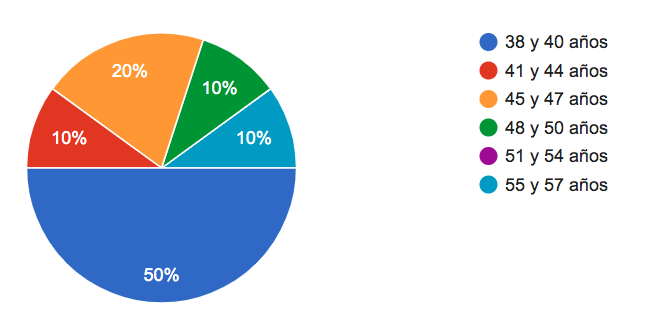 20%
10%
10%
10%
50%
38 y 40 años
41 y 44 años
45 y 47 años
48 y 50 años
51 y 54 años
55 y 57 años